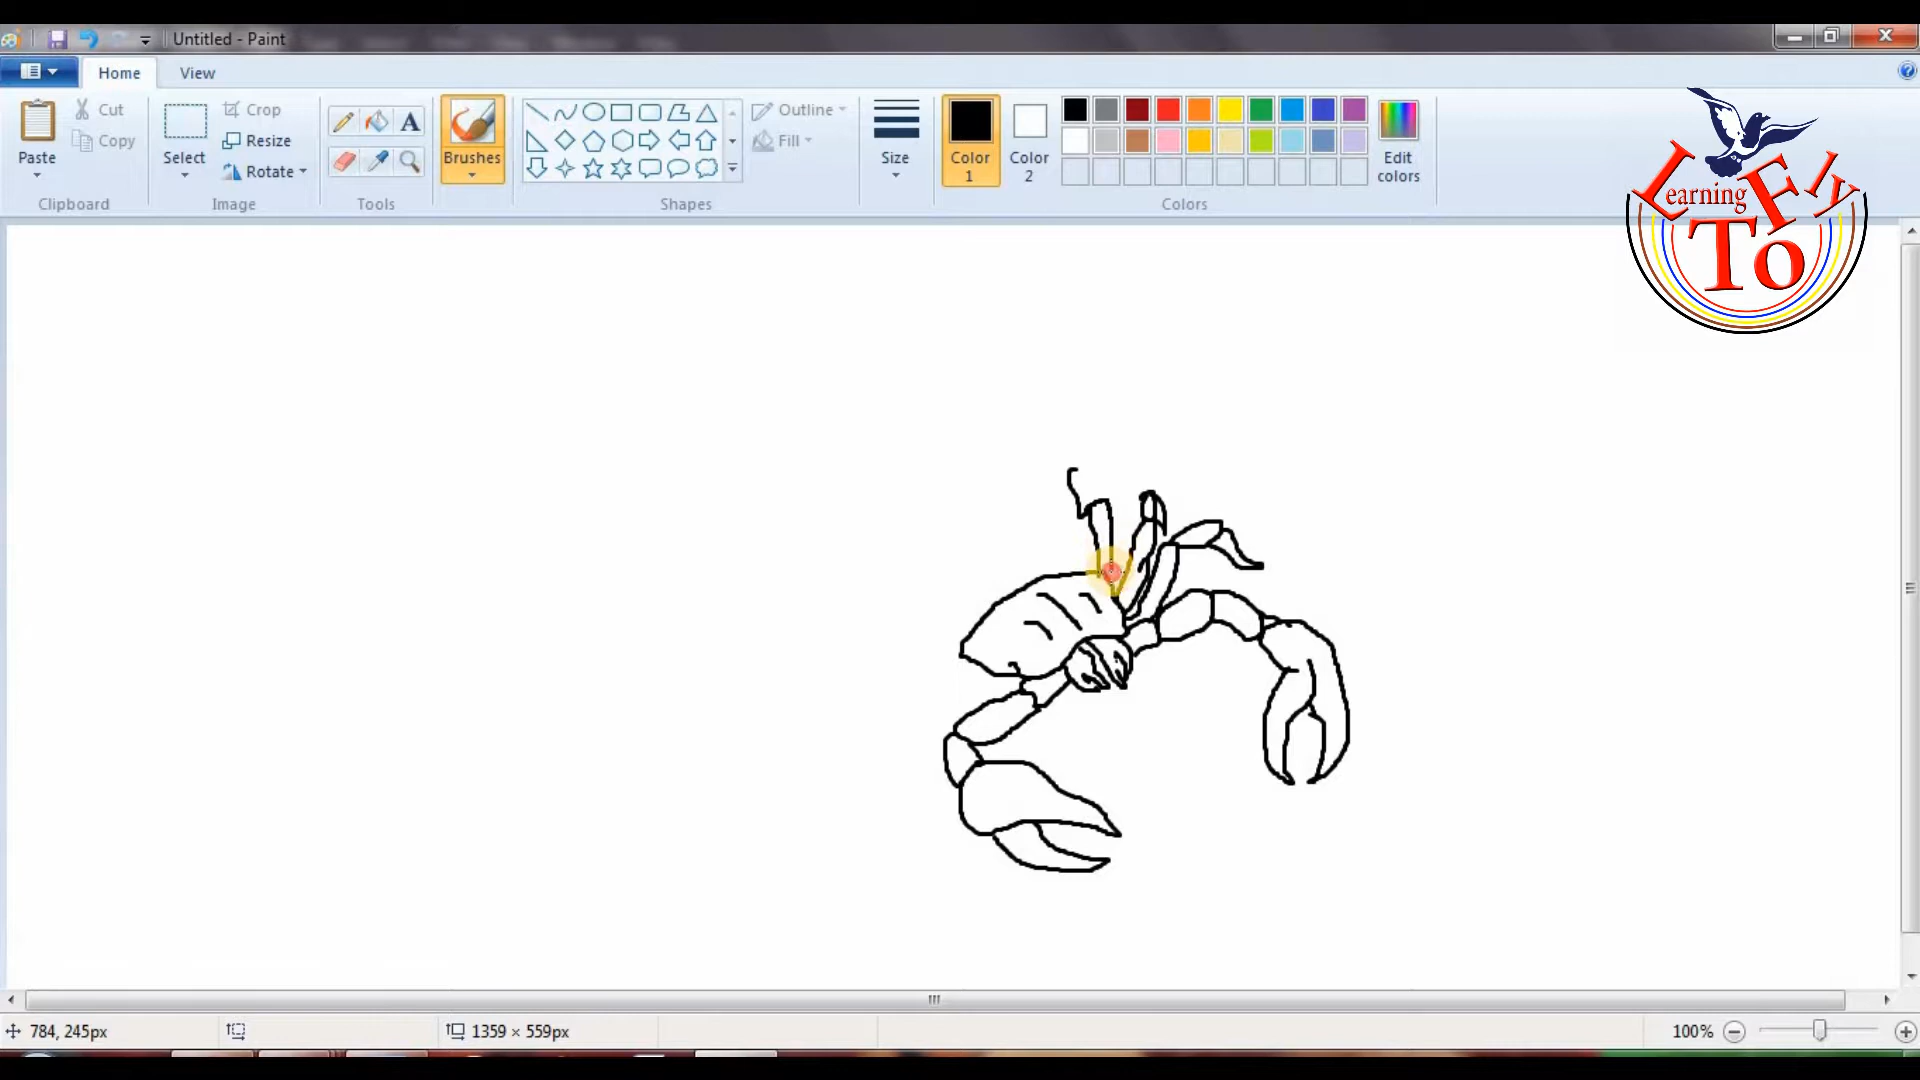 Untitled - Paint
Home View
Paste
Cut
Copy
Clipboard
Select
Crop
Resize
Rotate
Image
A
Tools
Brushes
Outline
Fill
Shapes
Size
Color
1
Color
2
Edit
colors
Colors
Learning
To
Fly
784, 245px
1359 × 559px
100%